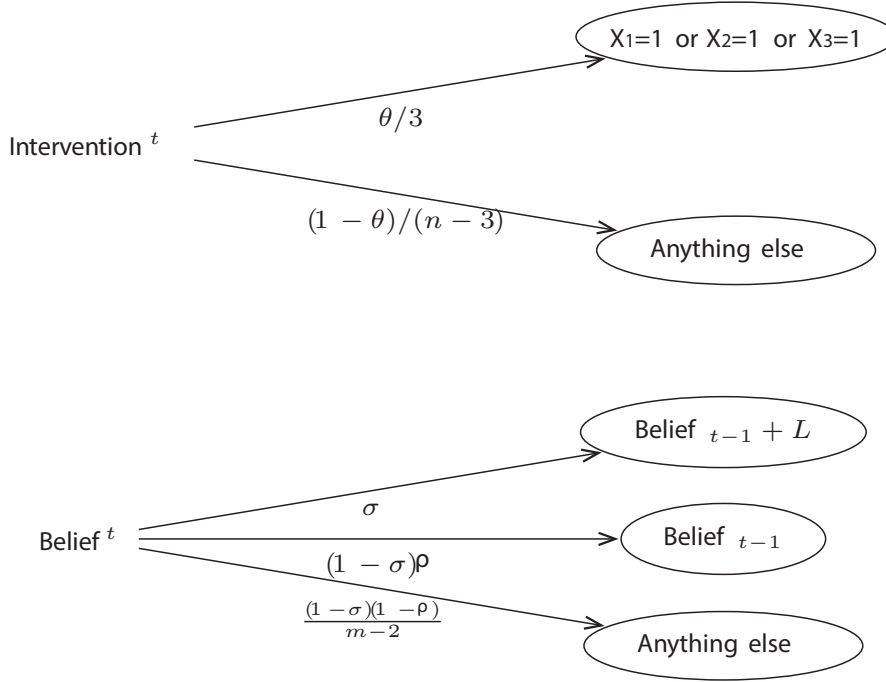 X₁=1 or X₂=1 or X₃=1
θ/3
Intervention ᵗ
(1 − θ)/(n − 3)
Anything else
Belief ₜ₋₁ + L
σ
Belief ᵗ
Belief ₜ₋₁
(1 − σ)ρ
(1 − σ)(1 − ρ)
m − 2
Anything else